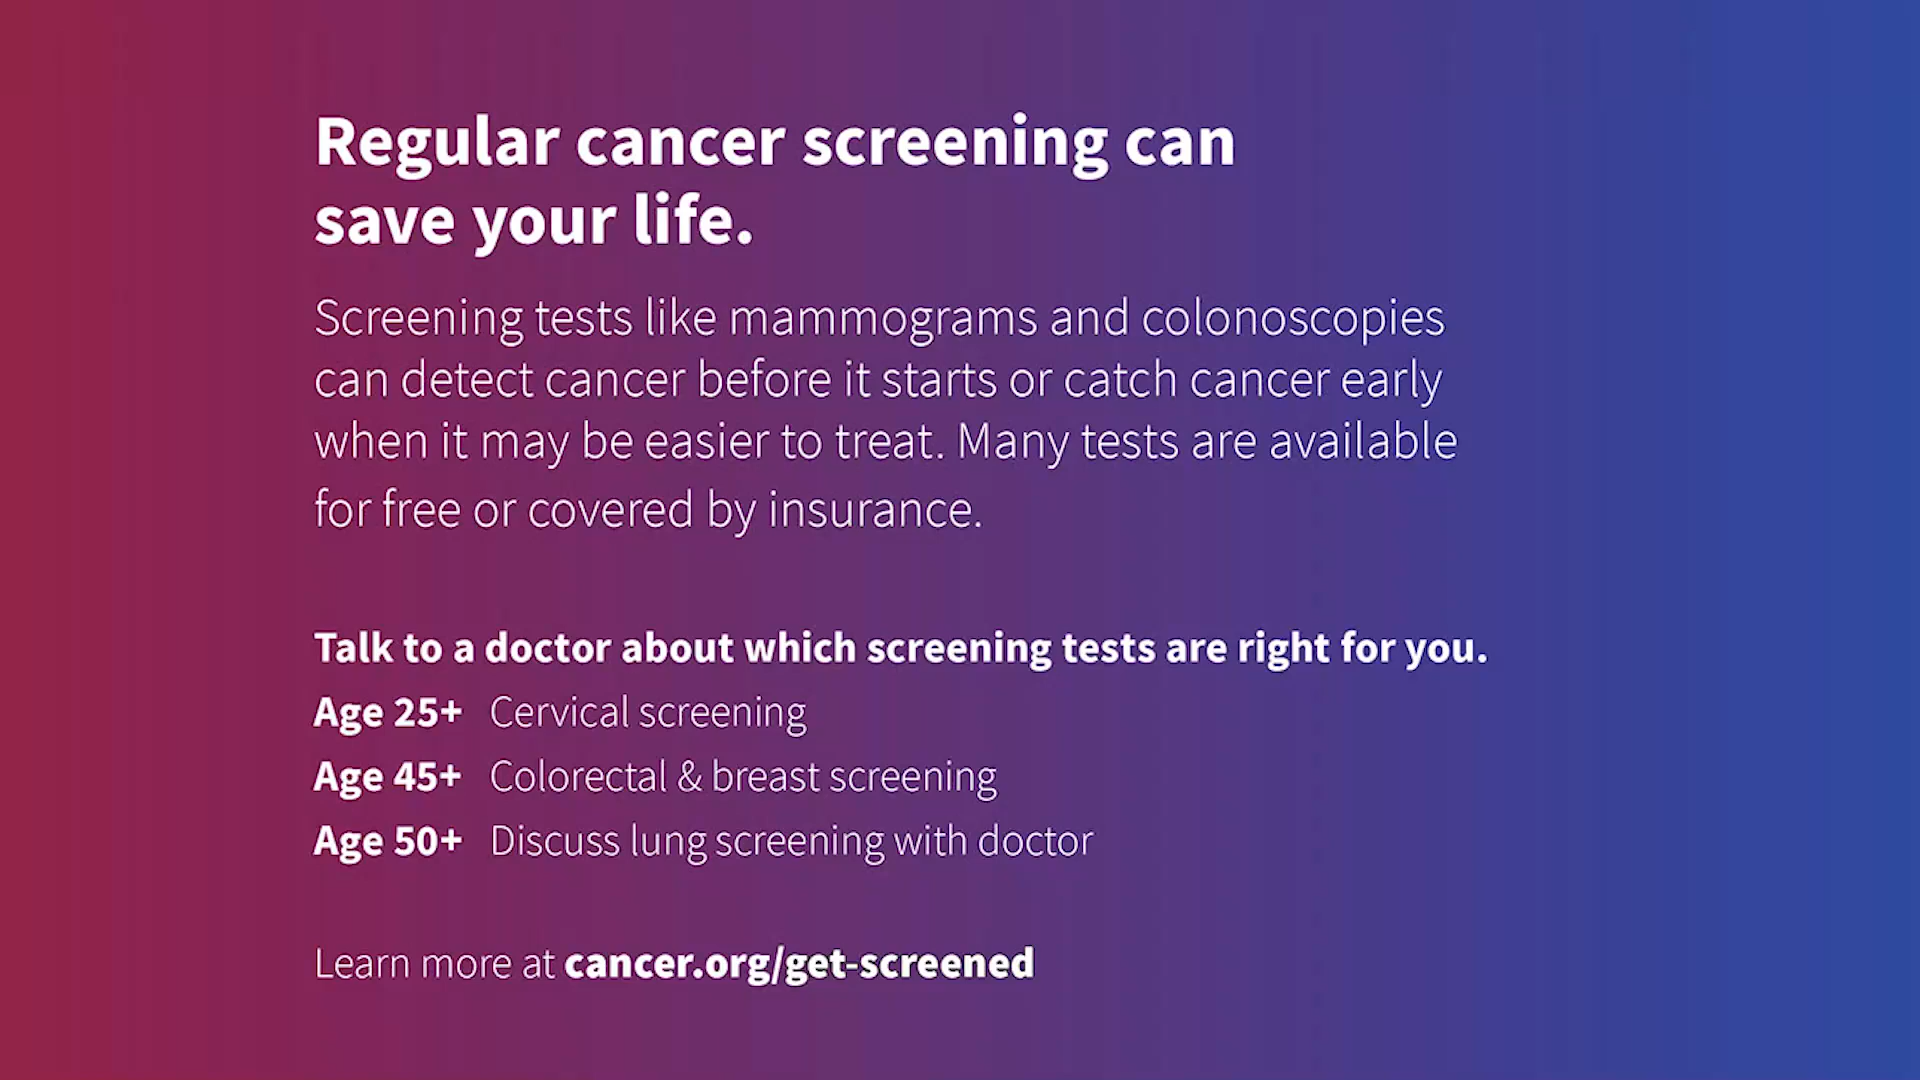 Regular cancer screening can
save your life.
Screening tests like mammograms and colonoscopies
can detect cancer before it starts or catch cancer early
when it may be easier to treat. Many tests are available
for free or covered by insurance.
Talk to a doctor about which screening tests are right for you.
Age 25+ Cervical screening
Age 45+ Colorectal & breast screening
Age 50+ Discuss lung screening with doctor
Learn more at cancer.org/get-screened